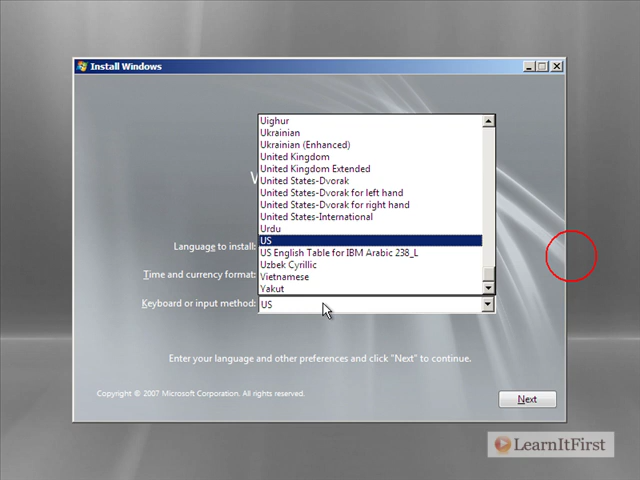 Install Windows
Uighur
Ukrainian
Ukrainian (Enhanced)
United Kingdom
United Kingdom Extended
United States-Dvorak
United States-Dvorak for left hand
United States-Dvorak for right hand
United States-International
Urdu
US
US English Table for IBM Arabic 238_L
Uzbek Cyrillic
Vietnamese
Yakut
Language to install:
Time and currency format:
Keyboard or input method: US
Enter your language and other preferences and click "Next" to continue.
Copyright © 2007 Microsoft Corporation. All rights reserved.
Next
LearnItFirst